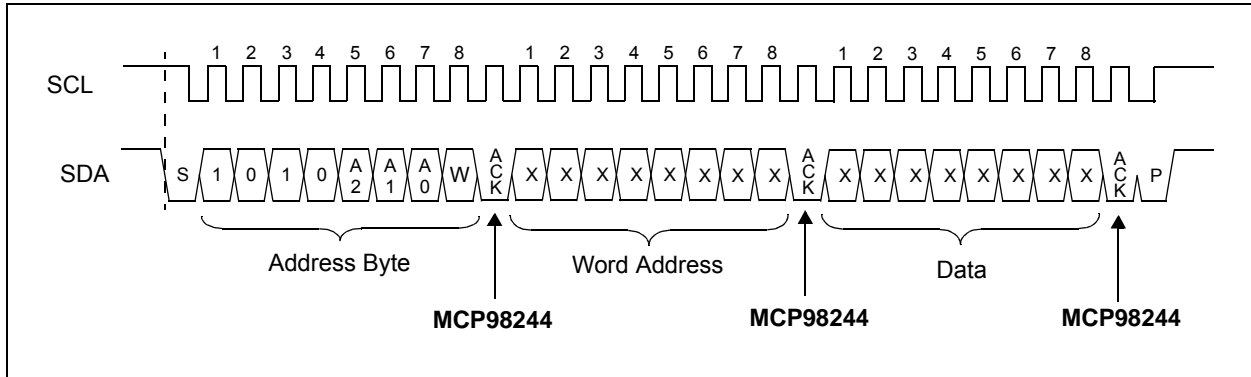 1 2 3 4 5 6 7 8 1 2 3 4 5 6 7 8 1 2 3 4 5 6 7 8
SCL
SDA
S 1 0 1 0 A2 A1 A0 W ACK X X X X X X X X ACK X X X X X X X X ACK P
Address Byte Word Address Data
MCP98244 MCP98244 MCP98244